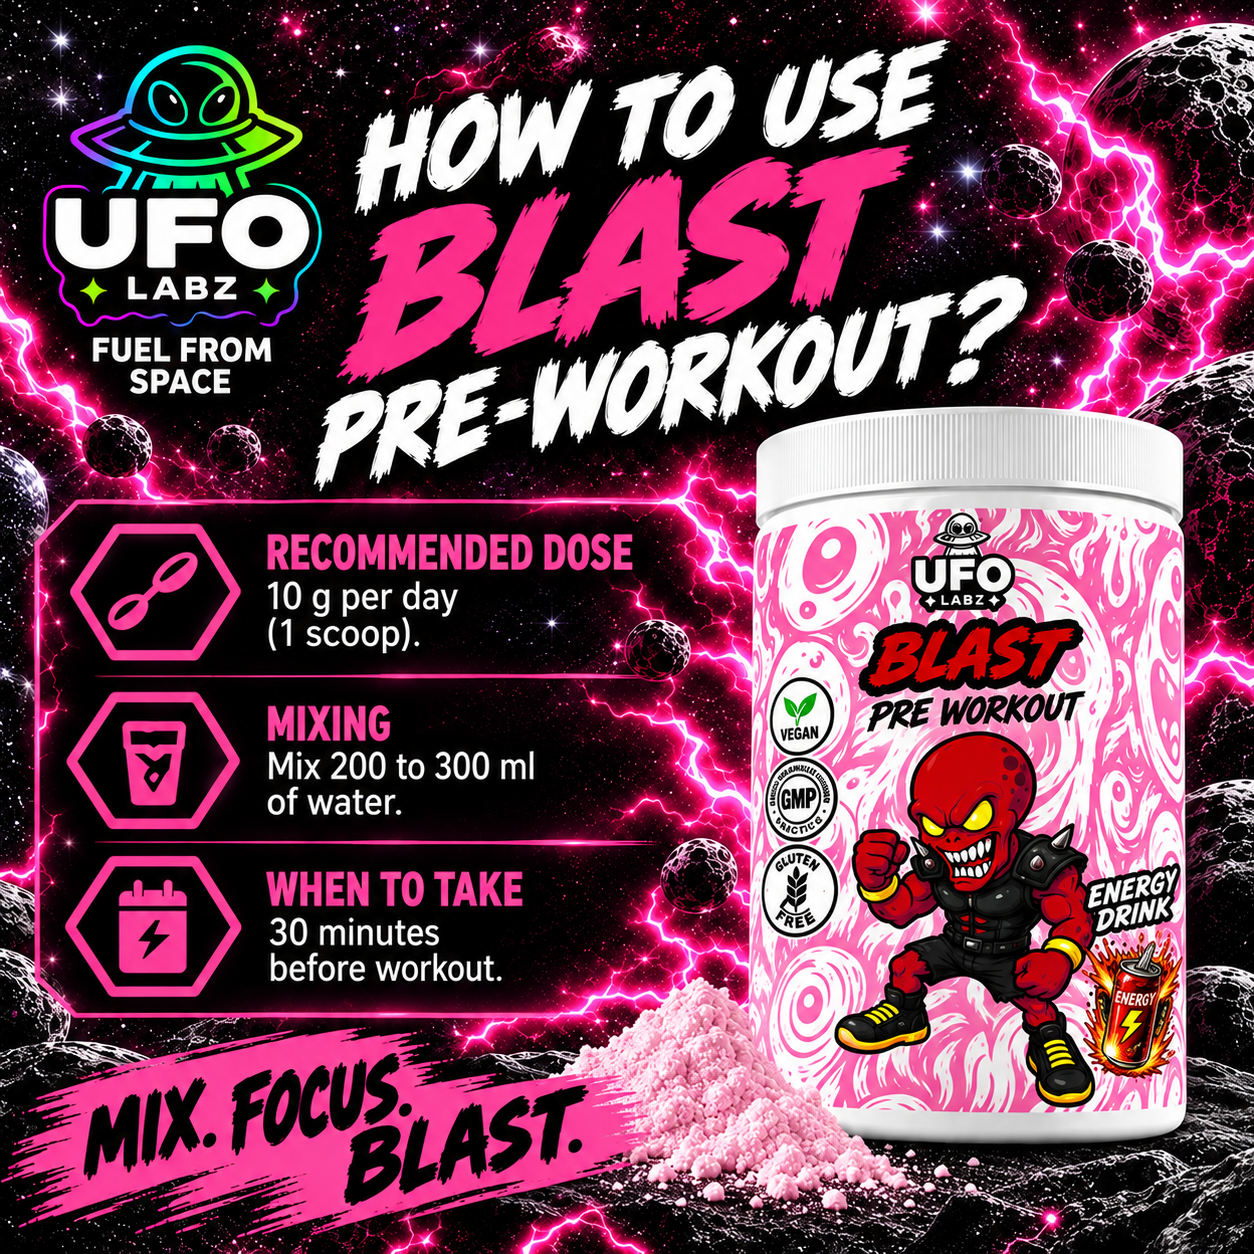 UFO
LABZ
FUEL FROM
SPACE
HOW TO USE
BLAST
PRE-WORKOUT?
RECOMMENDED DOSE
10 g per day
(1 scoop).
MIXING
Mix 200 to 300 ml
of water.
WHEN TO TAKE
30 minutes
before workout.
MIX. FOCUS.
BLAST.
UFO
LABZ
BLAST
PRE WORKOUT
VEGAN
GMP
GLUTEN
FREE
ENERGY
DRINK
ENERGY